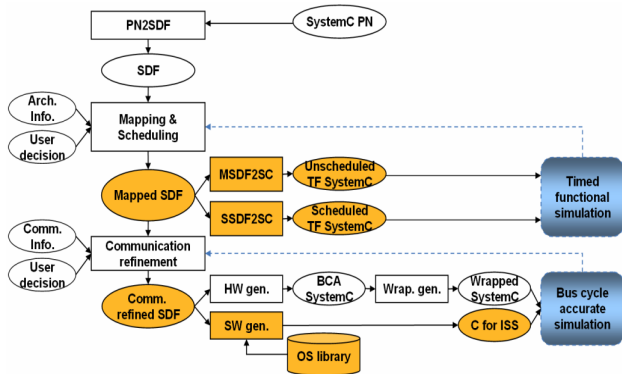 PN2SDF
SystemC PN
SDF
Arch.
Info.
User
decision
Mapping &
Scheduling
Mapped SDF
MSDF2SC
Unscheduled
TF SystemC
SSDF2SC
Scheduled
TF SystemC
Timed
functional
simulation
Comm.
Info.
User
decision
Communication
refinement
Comm.
refined SDF
HW gen.
BCA
SystemC
Wrap. gen.
Wrapped
SystemC
SW gen.
C for ISS
OS library
Bus cycle
accurate
simulation